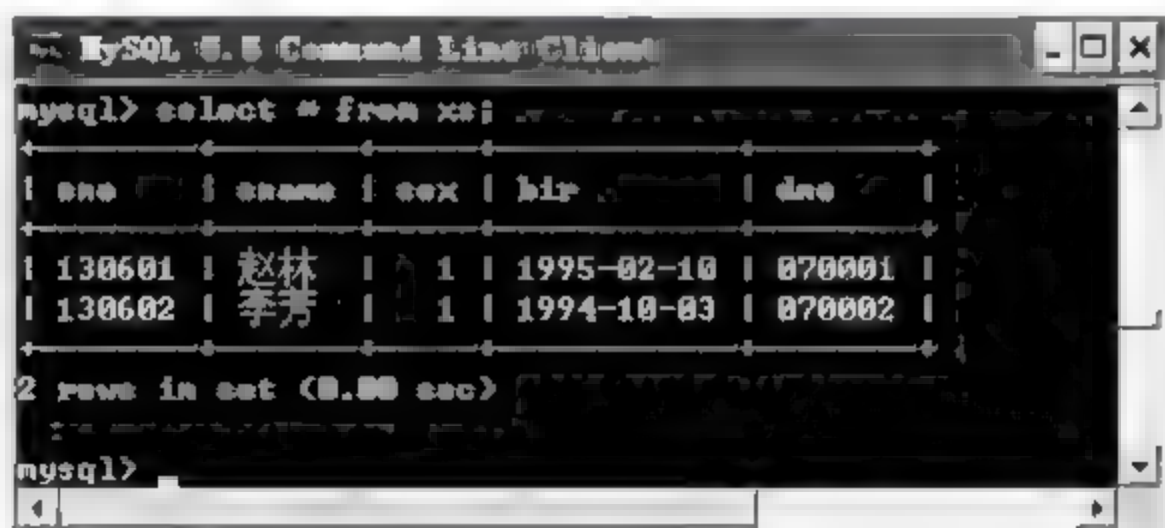 MySQL 5.5 Command Line Client
mysql> select * from xs;
| sno | sname | sex | bir | dno |
| 130601 | 赵林 | 1 | 1995-02-10 | 070001 |
| 130602 | 李芳 | 1 | 1994-10-03 | 070002 |
2 rows in set (0.00 sec)
mysql>